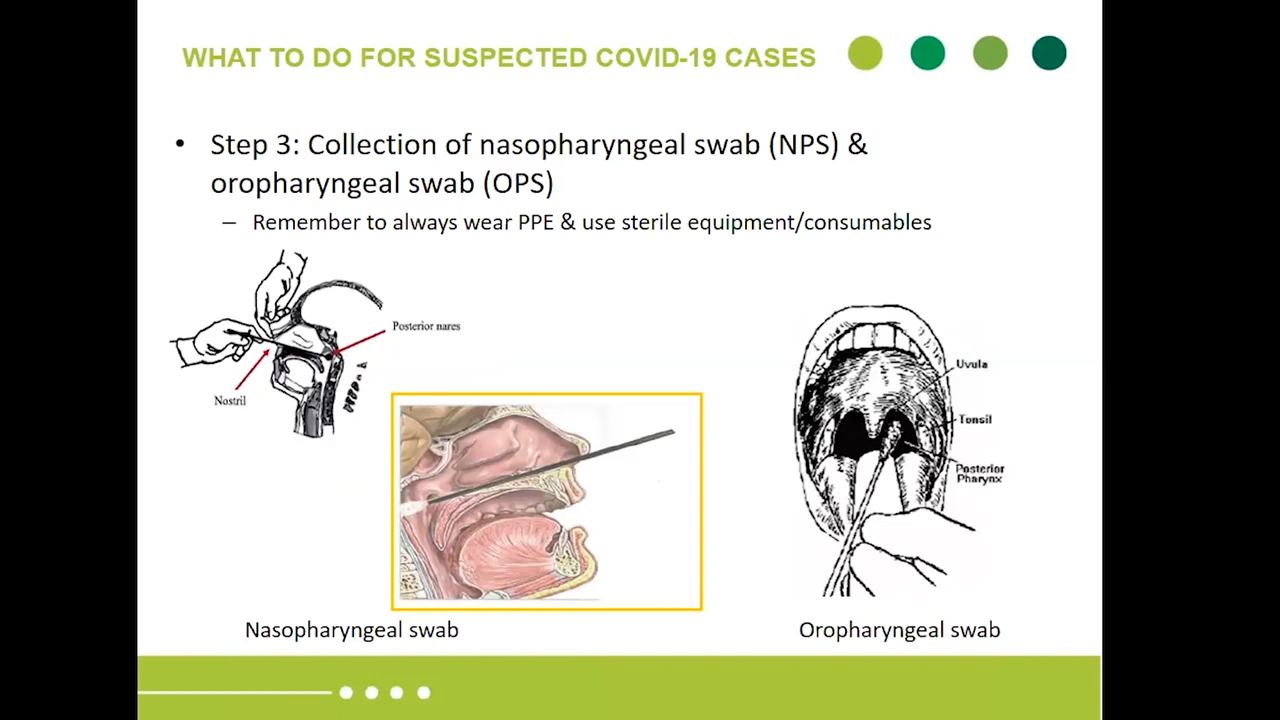 WHAT TO DO FOR SUSPECTED COVID-19 CASES
• Step 3: Collection of nasopharyngeal swab (NPS) &
oropharyngeal swab (OPS)
– Remember to always wear PPE & use sterile equipment/consumables
Posterior nares
Nostril
Uvula
Tonsil
Posterior
Pharynx
Nasopharyngeal swab
Oropharyngeal swab